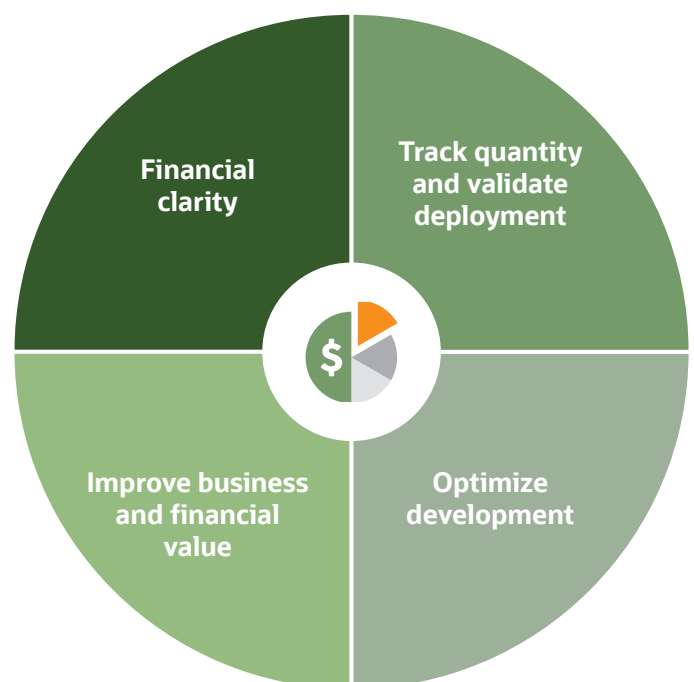 Financial
clarity
Track quantity
and validate
deployment
$
Improve business
and financial
value
Optimize
development